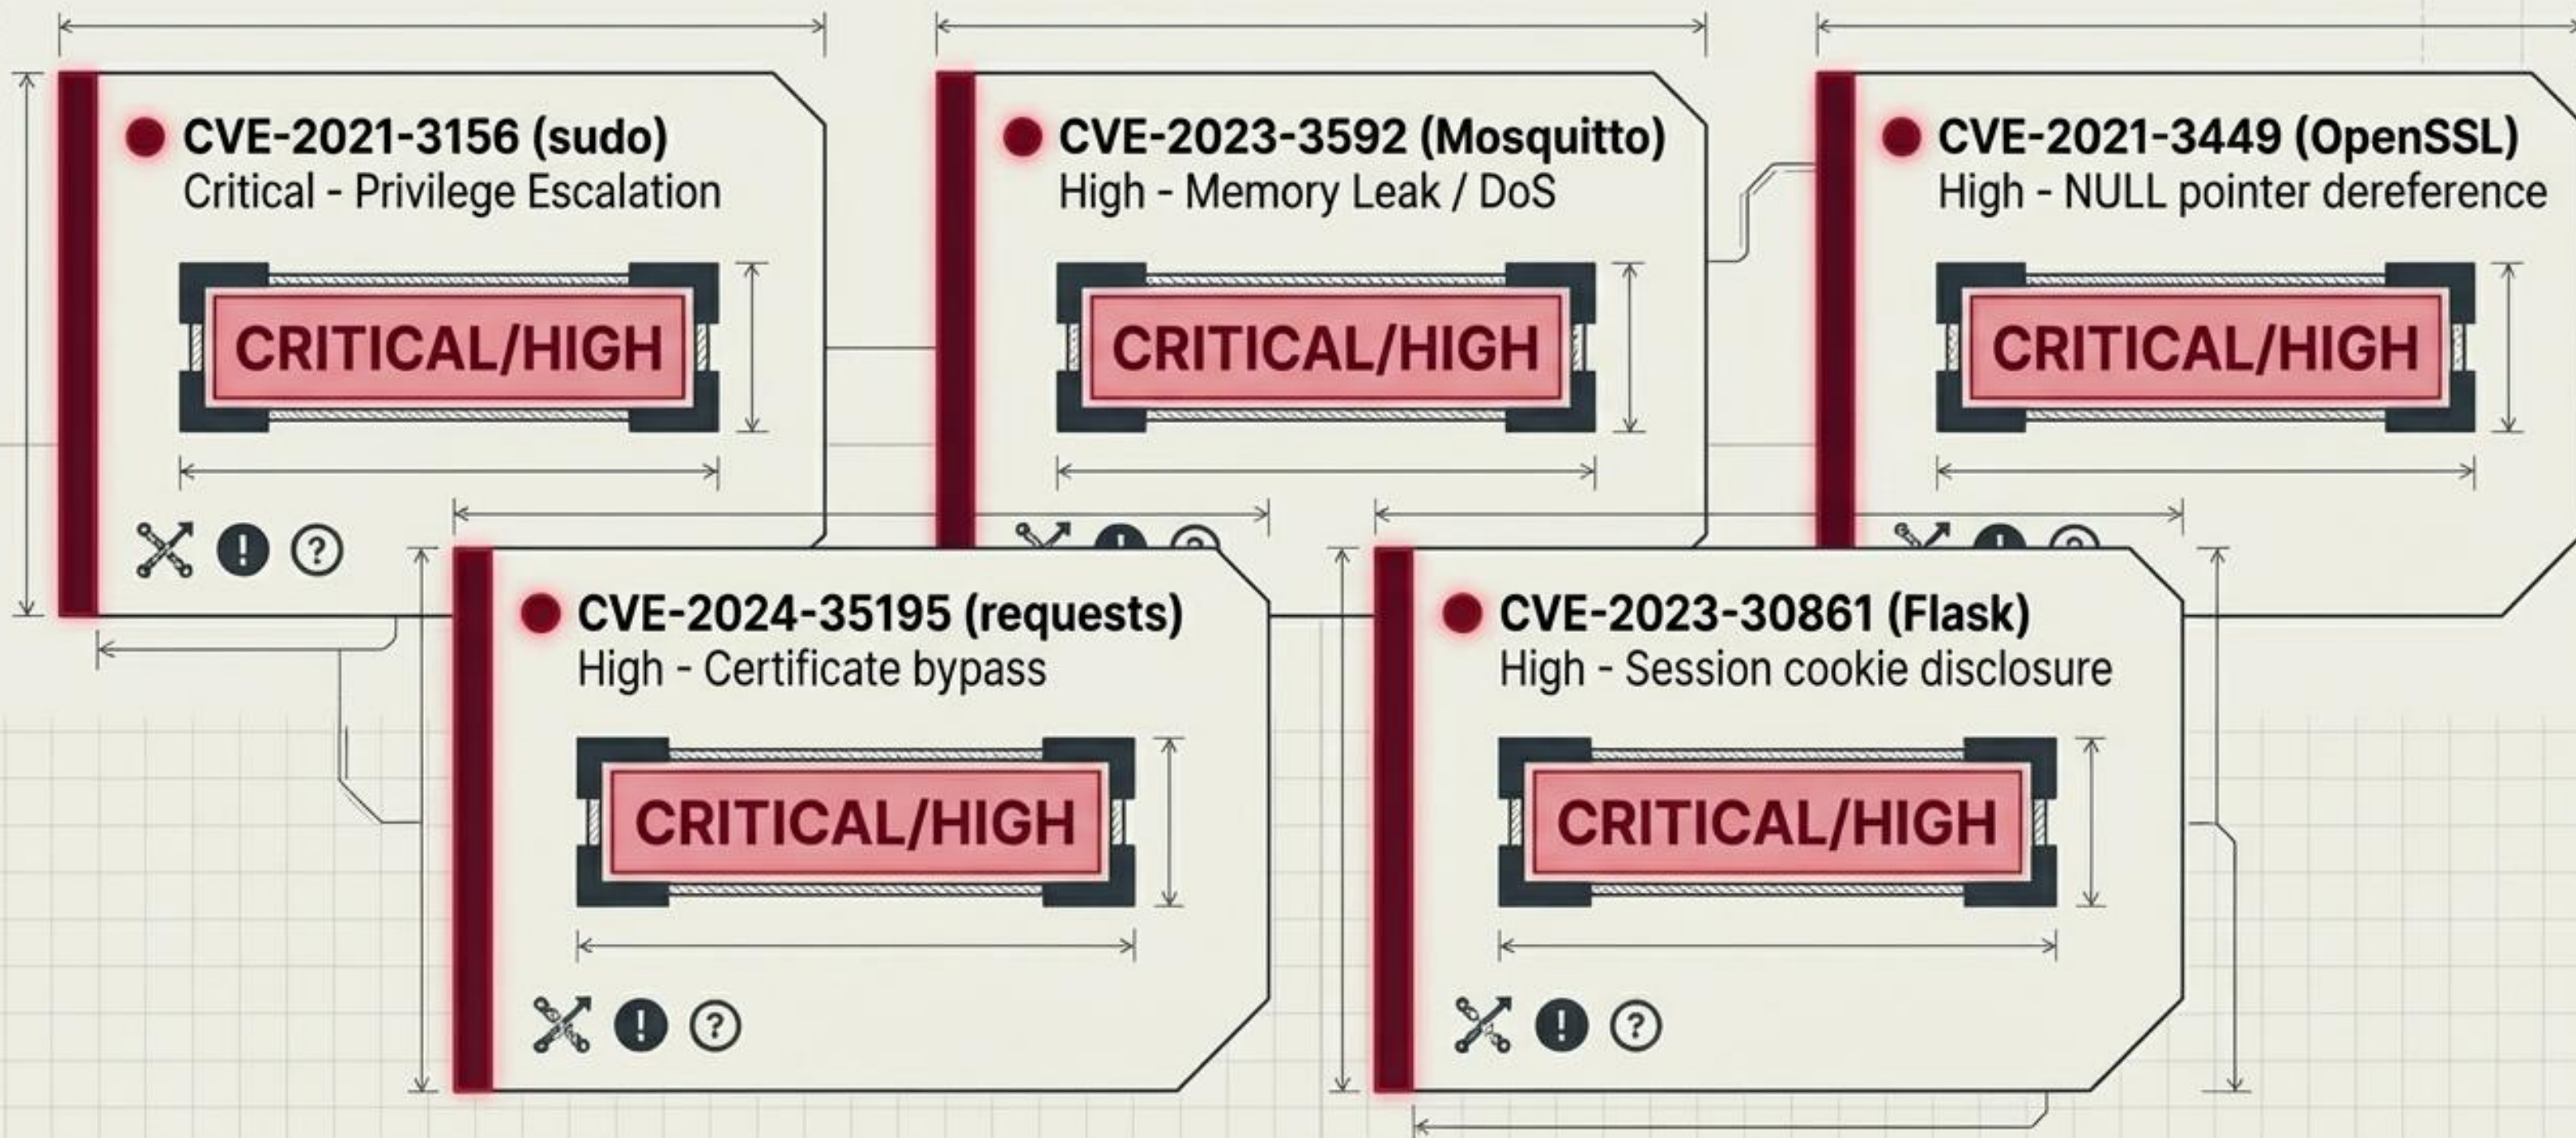 CVE-2021-3156 (sudo)
Critical - Privilege Escalation
CRITICAL/HIGH
! ?
CVE-2023-3592 (Mosquitto)
High - Memory Leak / DoS
CRITICAL/HIGH
! ?
CVE-2021-3449 (OpenSSL)
High - NULL pointer dereference
CRITICAL/HIGH
! ?
CVE-2024-35195 (requests)
High - Certificate bypass
CRITICAL/HIGH
! ?
CVE-2023-30861 (Flask)
High - Session cookie disclosure
CRITICAL/HIGH
! ?